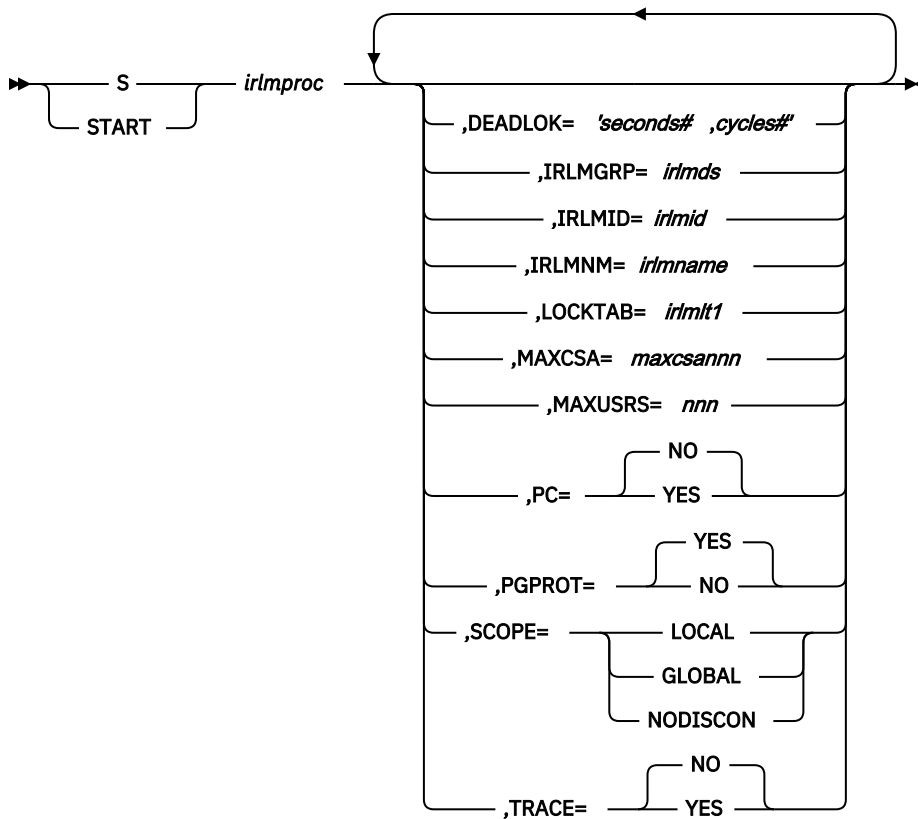 S irlmproc
START
,DEADLOK= 'seconds# ,cycles#'
,IRLMGRP= irlmds
,IRLMID= irlmid
,IRLMNM= irlmname
,LOCKTAB= irlmlt1
,MAXCSA= maxcsannn
,MAXUSRS= nnn
NO
,PC= YES
YES
,PGPROT= NO
,SCOPE= LOCAL
GLOBAL
NODISCON
NO
,TRACE= YES